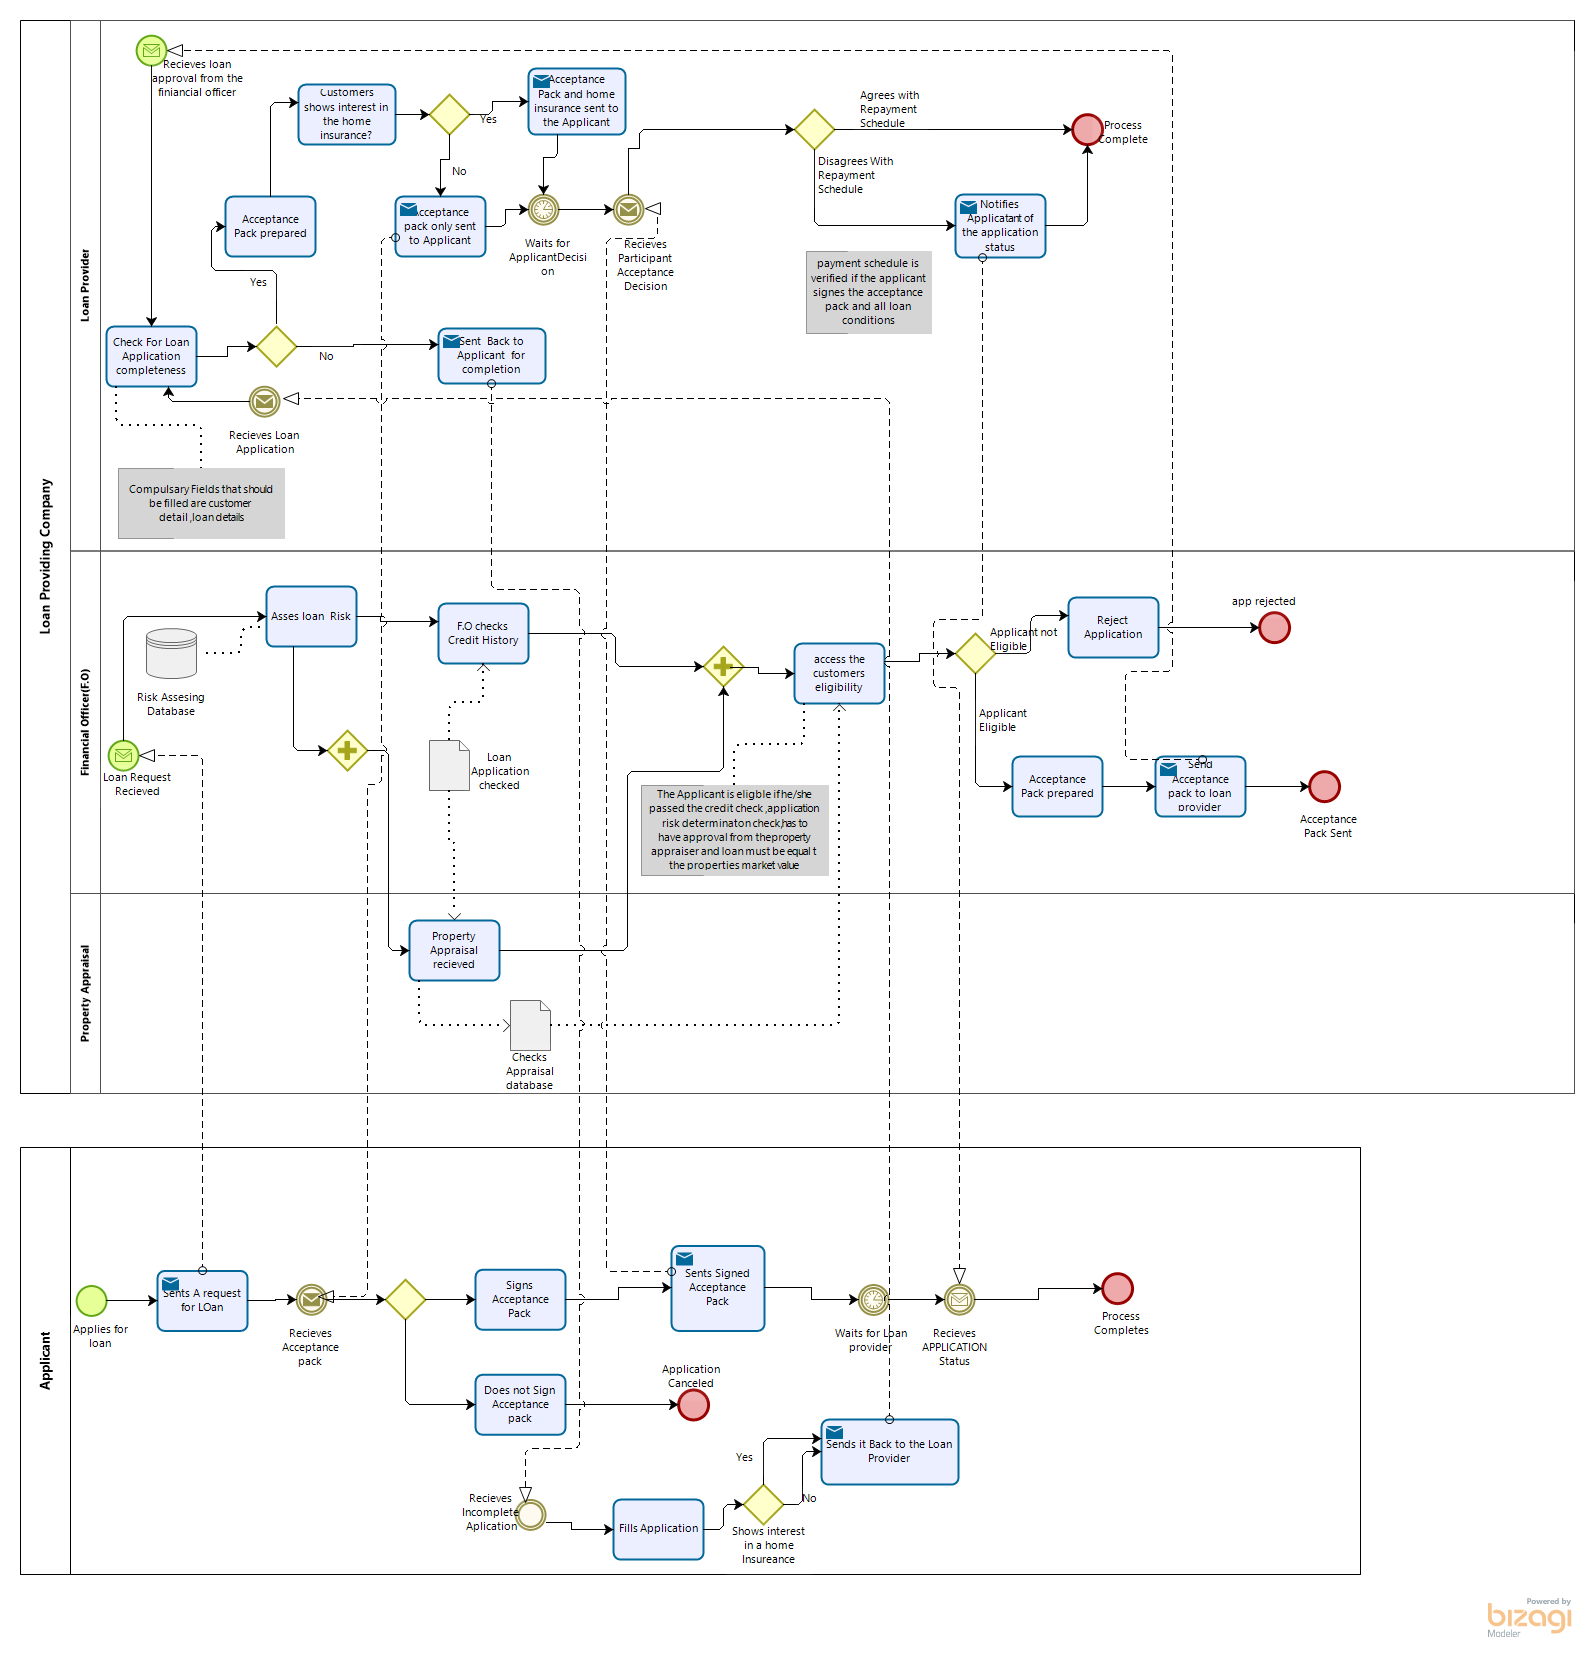 Loan Providing Company
Loan Provider
Recieves loan
approval from the
finiancial officer
Customers
shows interest in
the home
insurance?
Yes
No
Acceptance
Pack and home
insurance sent to
the Applicant
Acceptance
Pack prepared
Acceptance
pack only sent
to Applicant
Waits for
ApplicantDecisi
on
Recieves
Participant
Acceptance
Decision
Agrees with
Repayment
Schedule
Disagrees With
Repayment
Schedule
Process
Complete
Notifies
Applicatant of
the application
status
payment schedule is
verified if the applicant
signes the acceptance
pack and all loan
conditions
Yes
Check For Loan
Application
completeness
No
Sent Back to
Applicant for
completion
Recieves Loan
Application
Compulsary Fields that should
be filled are customer
detail ,loan details
Financial Officer(F.O)
Asses loan Risk
Risk Assesing
Database
Loan Request
Recieved
F.O checks
Credit History
Loan
Application
checked
access the
customers
eligibility
The Applicant is eligble if he/she
passed the credit check ,application
risk determinaton check,has to
have approval from theproperty
appraiser and loan must be equal t
the properties market value
Applicant not
Eligible
Applicant
Eligible
Reject
Application
app rejected
Acceptance
Pack prepared
Send
Acceptance
pack to loan
provider
Acceptance
Pack Sent
Property Appraisal
Property
Appraisal
recieved
Checks
Appraisal
database
Applicant
Applies for
loan
Sents A request
for LOan
Recieves
Acceptance
pack
Signs
Acceptance
Pack
Sents Signed
Acceptance
Pack
Waits for Loan
provider
Recieves
APPLICATION
Status
Process
Completes
Does not Sign
Acceptance
pack
Application
Canceled
Recieves
Incomplete
Aplication
Fills Application
Shows interest
in a home
Insureance
Yes
No
Sends it Back to the Loan
Provider
Powered by
bizagi
Modeler